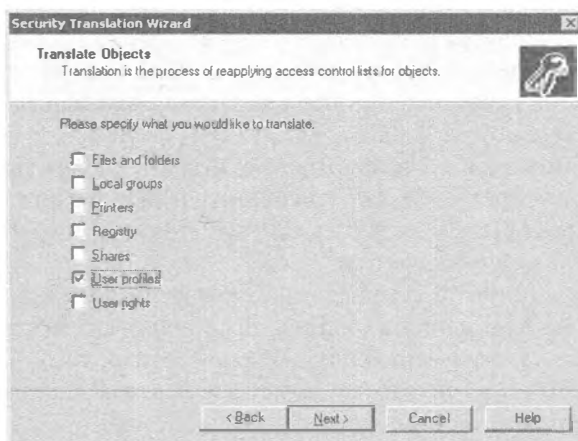 Security Translation Wizard
Translate Objects
Translation is the process of reapplying access control lists for objects.
Please specify what you would like to translate.
Files and folders
Local groups
Printers
Registry
Shares
User profiles
User rights
< Back Next > Cancel Help